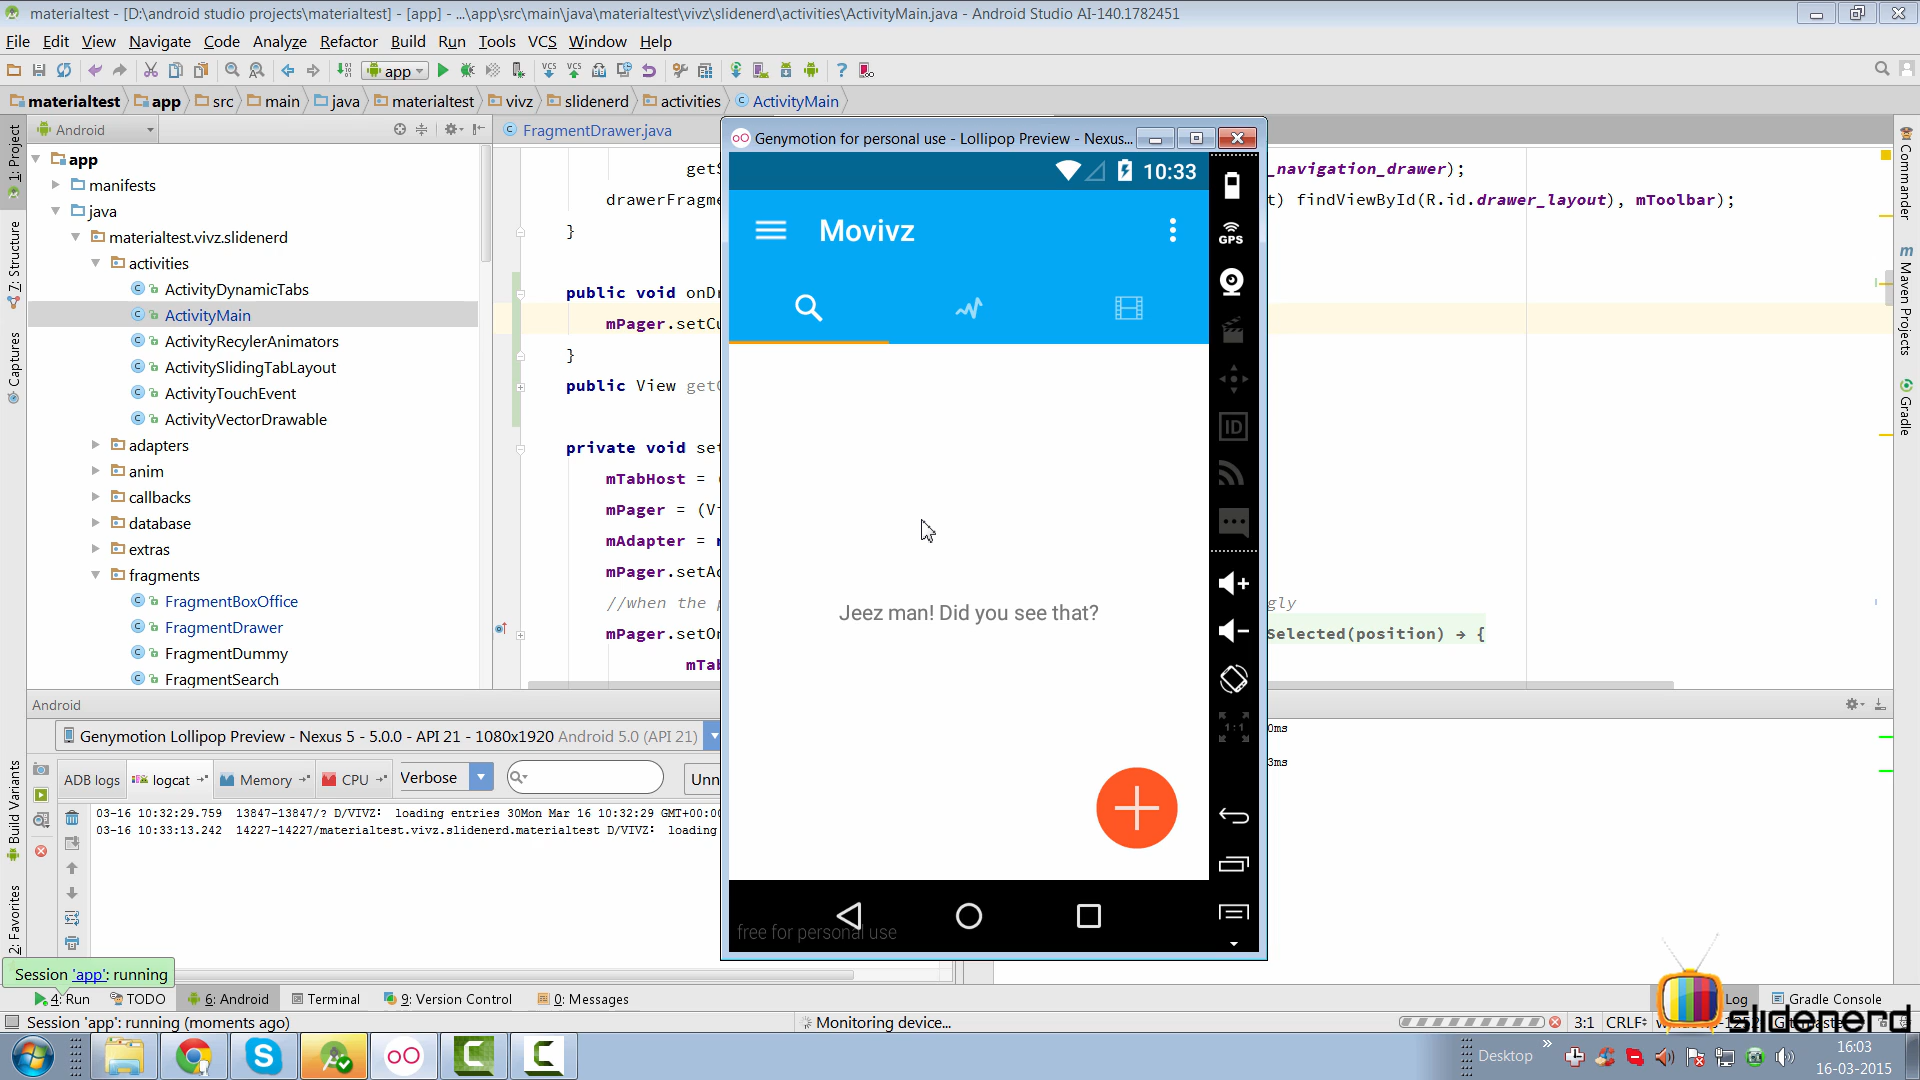 materialtest - [D:\android studio projects\materialtest] - [app] - ...\app\src\main\java\materialtest\vivz\slidenerd\activities\ActivityMain.java - Android Studio AI-140.1782451
File Edit View Navigate Code Analyze Refactor Build Run Tools VCS Window Help
app
materialtest app src main java materialtest vivz slidenerd activities ActivityMain
Android
FragmentDrawer.java
Genymotion for personal use - Lollipop Preview - Nexus...
1: Project
7: Structure
Captures
Build Variants
2: Favorites
app
manifests
java
materialtest.vivz.slidenerd
activities
ActivityDynamicTabs
ActivityMain
ActivityRecylerAnimators
ActivitySlidingTabLayout
ActivityTouchEvent
ActivityVectorDrawable
adapters
anim
callbacks
database
extras
fragments
FragmentBoxOffice
FragmentDrawer
FragmentDummy
FragmentSearch
_navigation_drawer);
drawerFragme
t) findViewById(R.id.drawer_layout), mToolbar);
}
public void onDr
mPager.setCu
}
public View get
private void set
mTabHost =
mPager = (Vi
mAdapter = n
mPager.setAd
//when the p
gly
mPager.setOn
Selected(position) → {
mTab
10:33
Movivz
Jeez man! Did you see that?
free for personal use
GPS
ID
1:1
Commander
Maven Projects
Gradle
Android
Genymotion Lollipop Preview - Nexus 5 - 5.0.0 - API 21 - 1080x1920 Android 5.0 (API 21)
0ms
3ms
ADB logs logcat Memory CPU Verbose Unn
03-16 10:32:29.759 13847-13847/? D/VIVZ: loading entries 30Mon Mar 16 10:32:29 GMT+00:00
03-16 10:33:13.242 14227-14227/materialtest.vivz.slidenerd.materialtest D/VIVZ: loading
Session 'app': running
4: Run TODO 6: Android Terminal 9: Version Control 0: Messages Log Gradle Console
Session 'app': running (moments ago)
Monitoring device...
3:1 CRLF
slidenerd
Desktop
16:03
16-03-2015